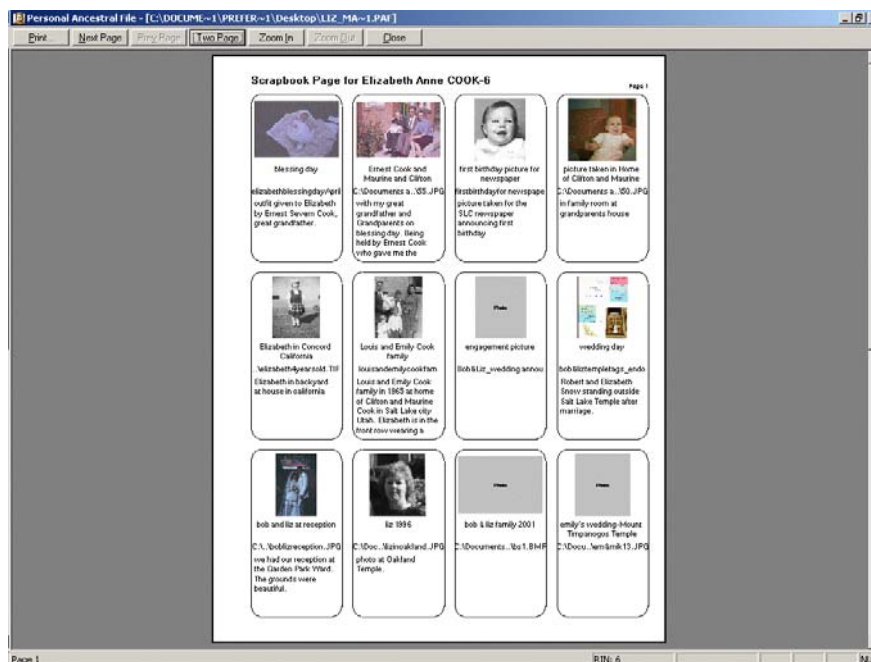 Personal Ancestral File - [C:\DOCUME~1\PREFER~1\Desktop\LIZ_MA~1.PAF]
Print... Next Page Prev Page Two Page Zoom In Zoom Out Close
Scrapbook Page for Elizabeth Anne COOK-6
Page 1
blessing day
elizabethblessingdayApril
outfit given to Elizabeth
by Ernest Severn Cook,
great grandfather.
Ernest Cook and
Maurine and Clifton
C:\Documents a..\55.JPG
with my great
grandfather and
Grandparents on
blessing day. Being
held by Ernest Cook
who gave me the
first birthday picture for
newspaper
firstbirthdayfornewspape
picture taken for the
SLC newspaper
announcing first
birthday
picture taken in Home
of Clifton and Maurine
C:\Documents a..\50.JPG
in family room at
grandparents house
Elizabeth in Concord
California
..\elizabeth4yearsold.TIF
Elizabeth in backyard
at house in california
Louis and Emily Cook
family
louisandemilycookfam
Louis and Emily Cook
family in 1965 at home
of Clifton and Maurine
Cook in Salt Lake city
Utah. Elizabeth is in the
front row wearing a
Photo
engagement picture
Bob&Liz_wedding annou
wedding day
bob&liztempletags_endo
Robert and Elizabeth
Snow standing outside
Salt Lake Temple after
marriage.
bob and liz at reception
C:\..\boblizreception.JPG
we had our reception at
the Garden Park Ward.
The grounds were
beautiful.
liz 1996
C:\Doc..\lizinoakland.JPG
photo at Oakland
Temple.
Photo
bob & liz family 2001
C:\Documents..\bs1.BMP
Photo
emily's wedding-Mount
Timpanogos Temple
C:\Docu..\em&mik13.JPG
Page 1
RIN: 6